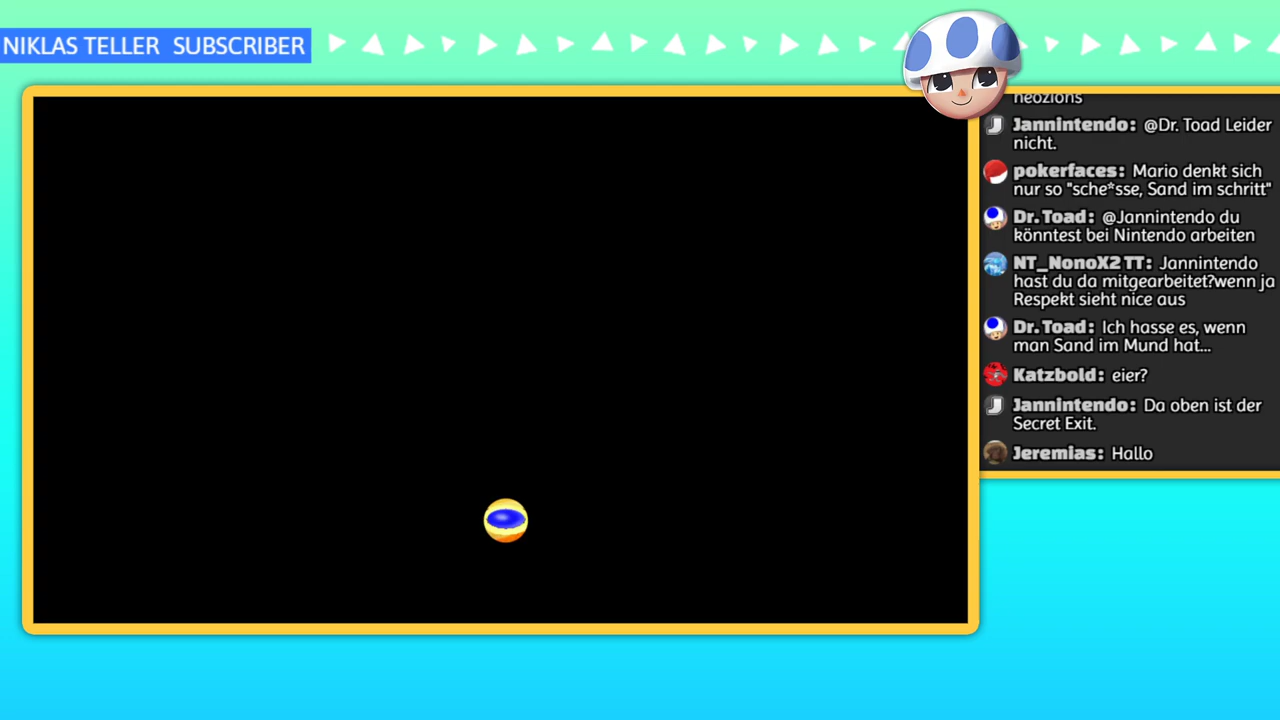 NIKLAS TELLER SUBSCRIBER
neozions
Jannintendo: @Dr. Toad Leider
nicht.
pokerfaces: Mario denkt sich
nur so "sche*sse, Sand im schritt"
Dr. Toad: @Jannintendo du
könntest bei Nintendo arbeiten
NT_NonoX2 TT: Jannintendo
hast du da mitgearbeitet?wenn ja
Respekt sieht nice aus
Dr. Toad: Ich hasse es, wenn
man Sand im Mund hat...
Katzbold: eier?
Jannintendo: Da oben ist der
Secret Exit.
Jeremias: Hallo